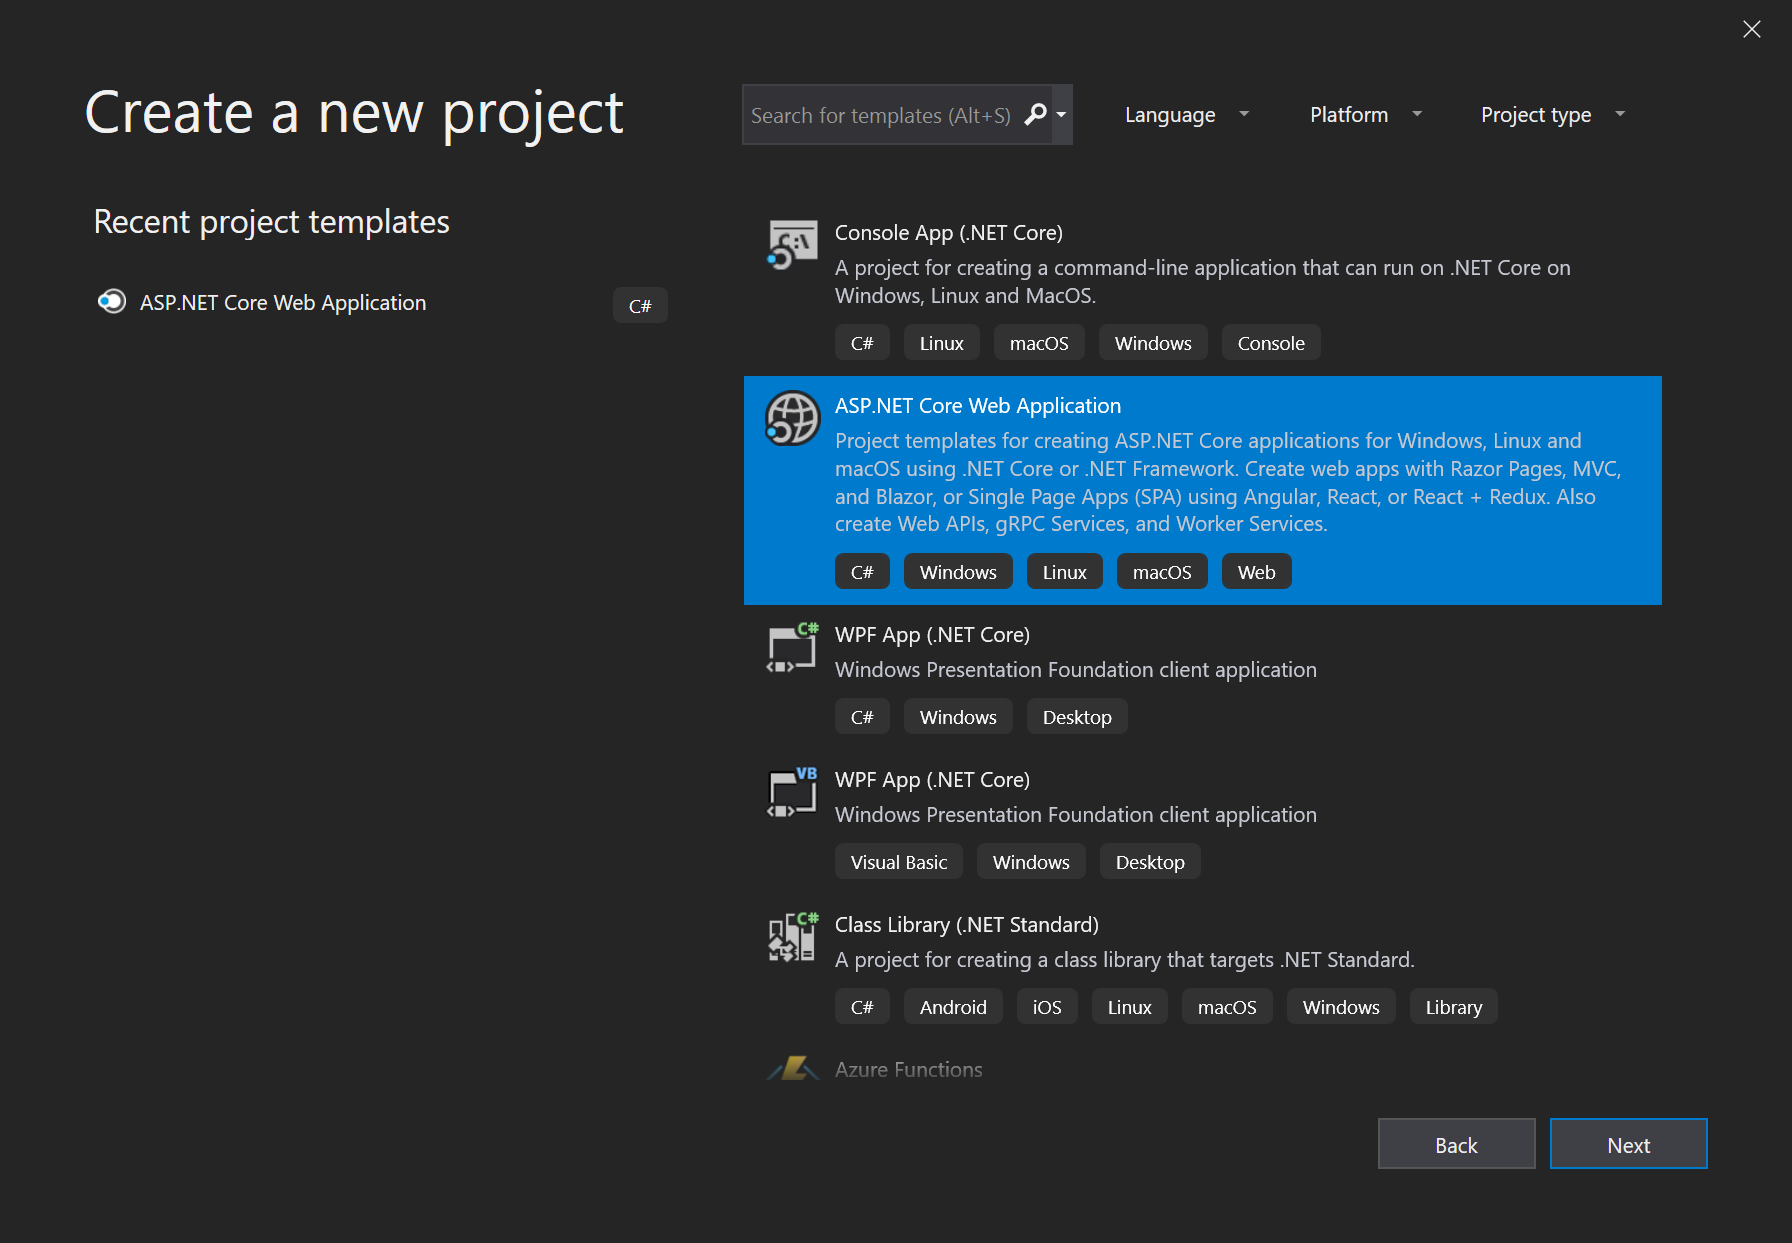 Create a new project
Search for templates (Alt+S)
Language
Platform
Project type
Recent project templates
ASP.NET Core Web Application
C#
C:\
Console App (.NET Core)
A project for creating a command-line application that can run on .NET Core on
Windows, Linux and MacOS.
C# Linux macOS Windows Console
ASP.NET Core Web Application
Project templates for creating ASP.NET Core applications for Windows, Linux and
macOS using .NET Core or .NET Framework. Create web apps with Razor Pages, MVC,
and Blazor, or Single Page Apps (SPA) using Angular, React, or React + Redux. Also
create Web APIs, gRPC Services, and Worker Services.
C# Windows Linux macOS Web
C#
WPF App (.NET Core)
Windows Presentation Foundation client application
C# Windows Desktop
VB
WPF App (.NET Core)
Windows Presentation Foundation client application
Visual Basic Windows Desktop
C#
Class Library (.NET Standard)
A project for creating a class library that targets .NET Standard.
C# Android iOS Linux macOS Windows Library
Azure Functions
Back
Next